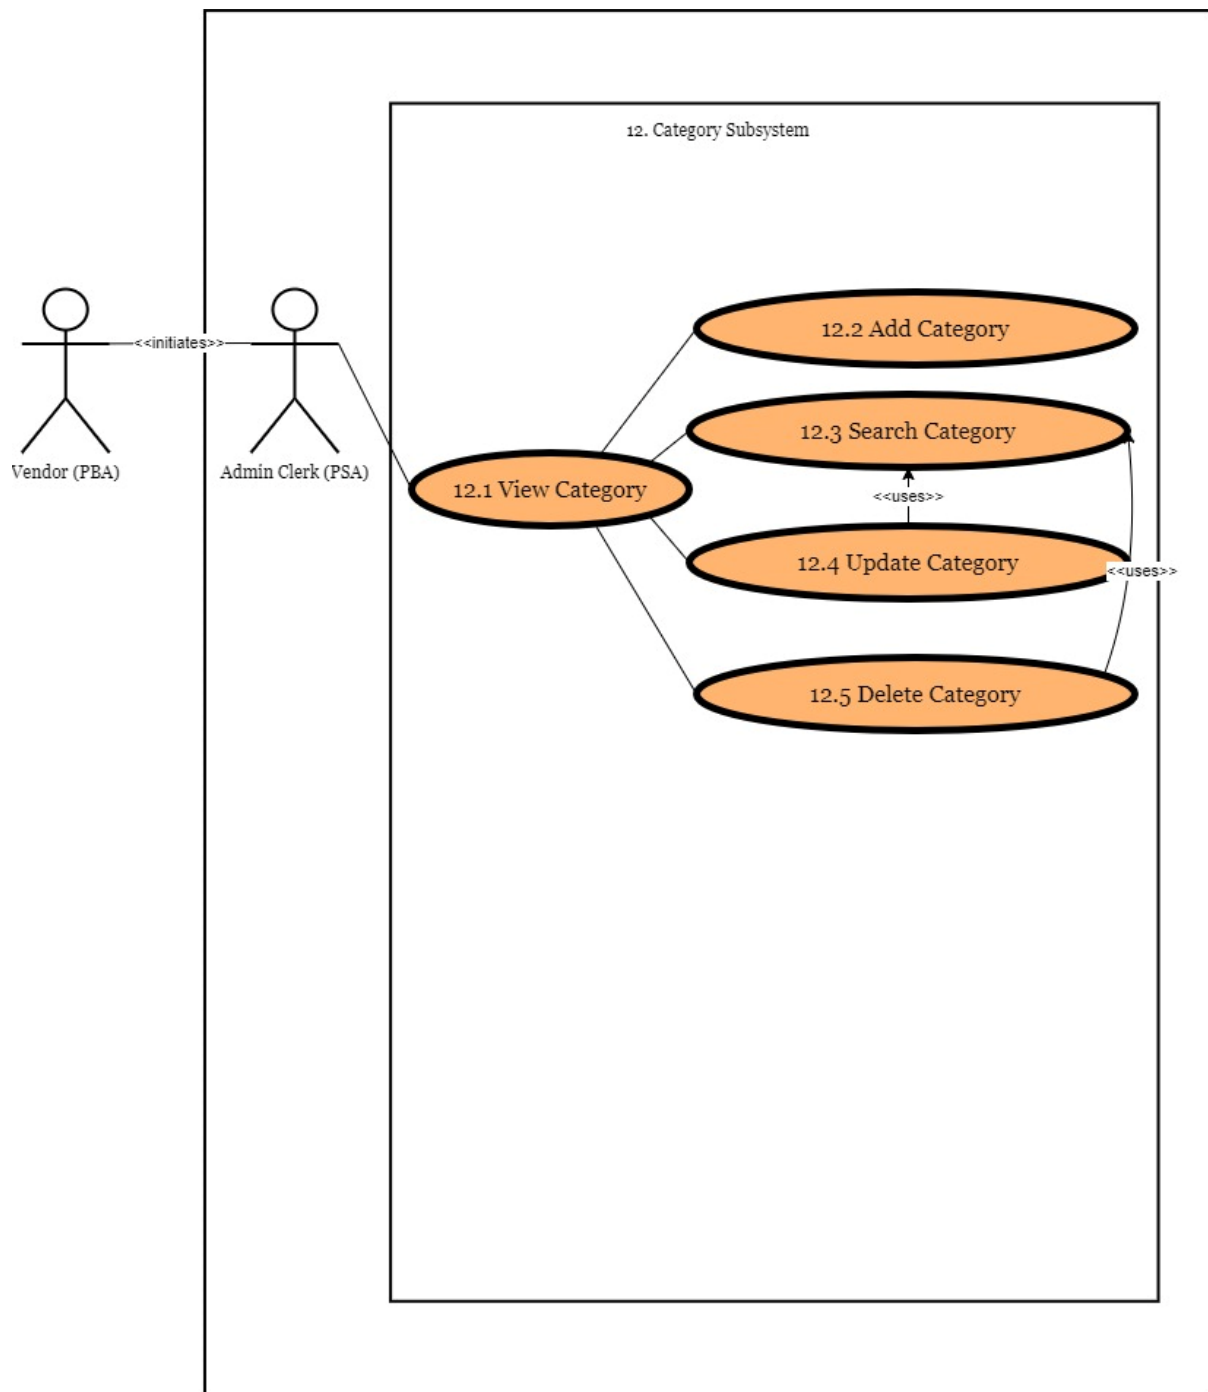 12. Category Subsystem
12.2 Add Category
<<initiates>>
12.3 Search Category
Vendor (PBA)
Admin Clerk (PSA)
12.1 View Category
<<uses>>
12.4 Update Category
<<uses>>
12.5 Delete Category